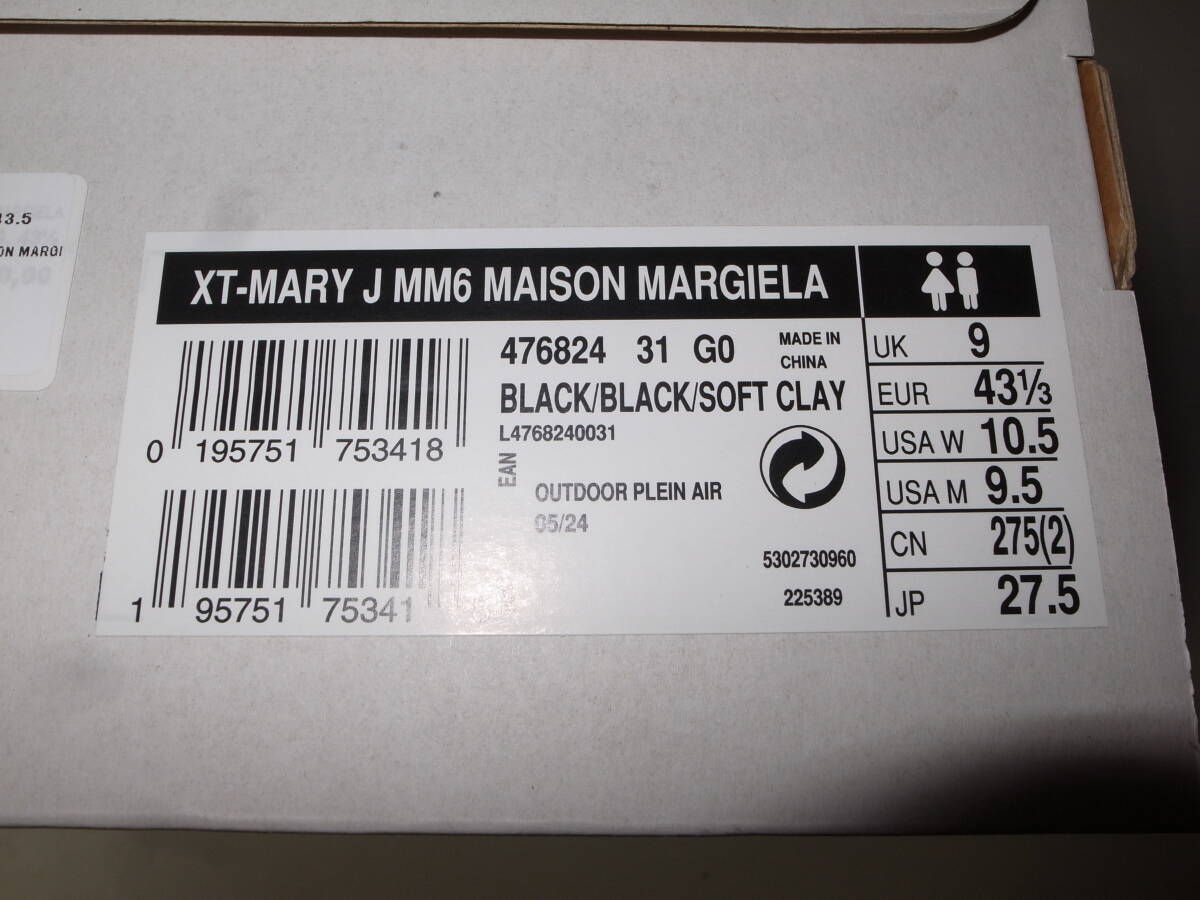 43.5
ON MARGI
XT-MARY J MM6 MAISON MARGIELA
476824 31 G0
MADE IN
CHINA
BLACK/BLACK/SOFT CLAY
L4768240031
EAN
OUTDOOR PLEIN AIR
05/24
5302730960
225389
0 195751 753418
1 95751 75341
UK 9
EUR 43⅓
USA W 10.5
USA M 9.5
CN 275(2)
JP 27.5